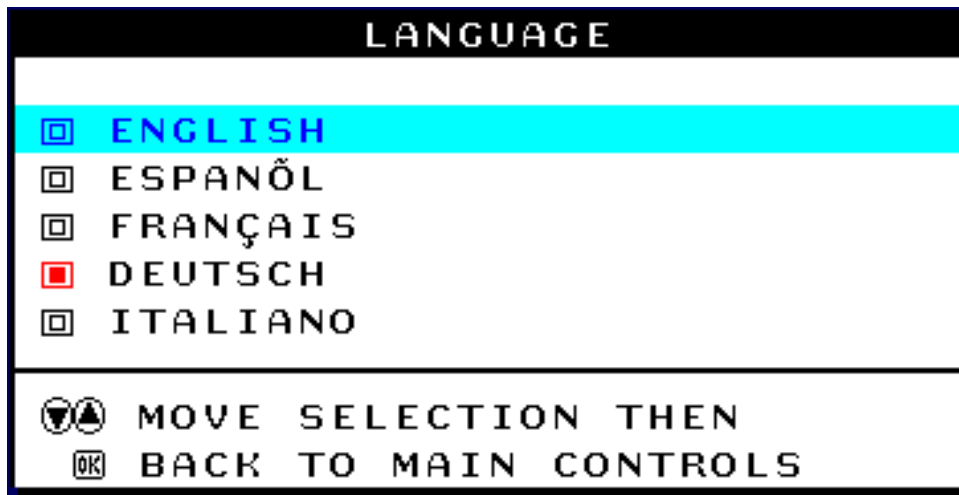 LANGUAGE
ENGLISH
ESPANÕL
FRANÇAIS
DEUTSCH
ITALIANO
MOVE SELECTION THEN
OK BACK TO MAIN CONTROLS